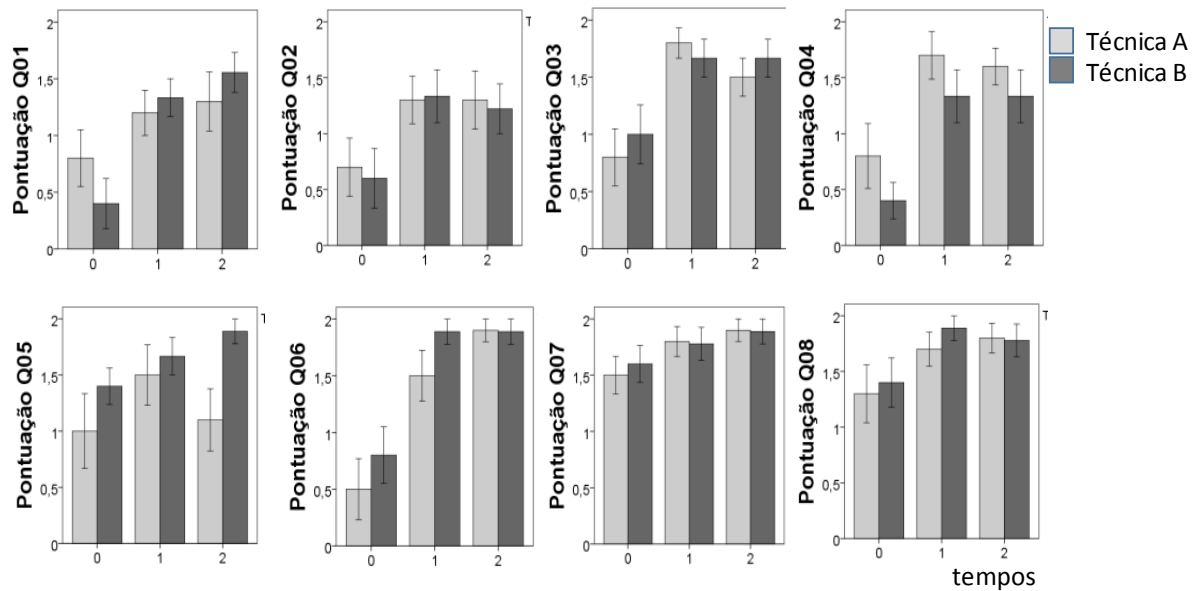 Pontuação Q01
2
1,5
1
0,5
0
0 1 2
Pontuação Q02
2
1,5
1
0,5
0
0 1 2
Pontuação Q03
2
1,5
1
0,5
0
0 1 2
Pontuação Q04
2
1,5
1
0,5
0
0 1 2
Técnica A
Técnica B
Pontuação Q05
2
1,5
1
0,5
0
0 1 2
Pontuação Q06
2
1,5
1
0,5
0
0 1 2
Pontuação Q07
2
1,5
1
0,5
0
0 1 2
Pontuação Q08
2
1,5
1
0,5
0
0 1 2
tempos